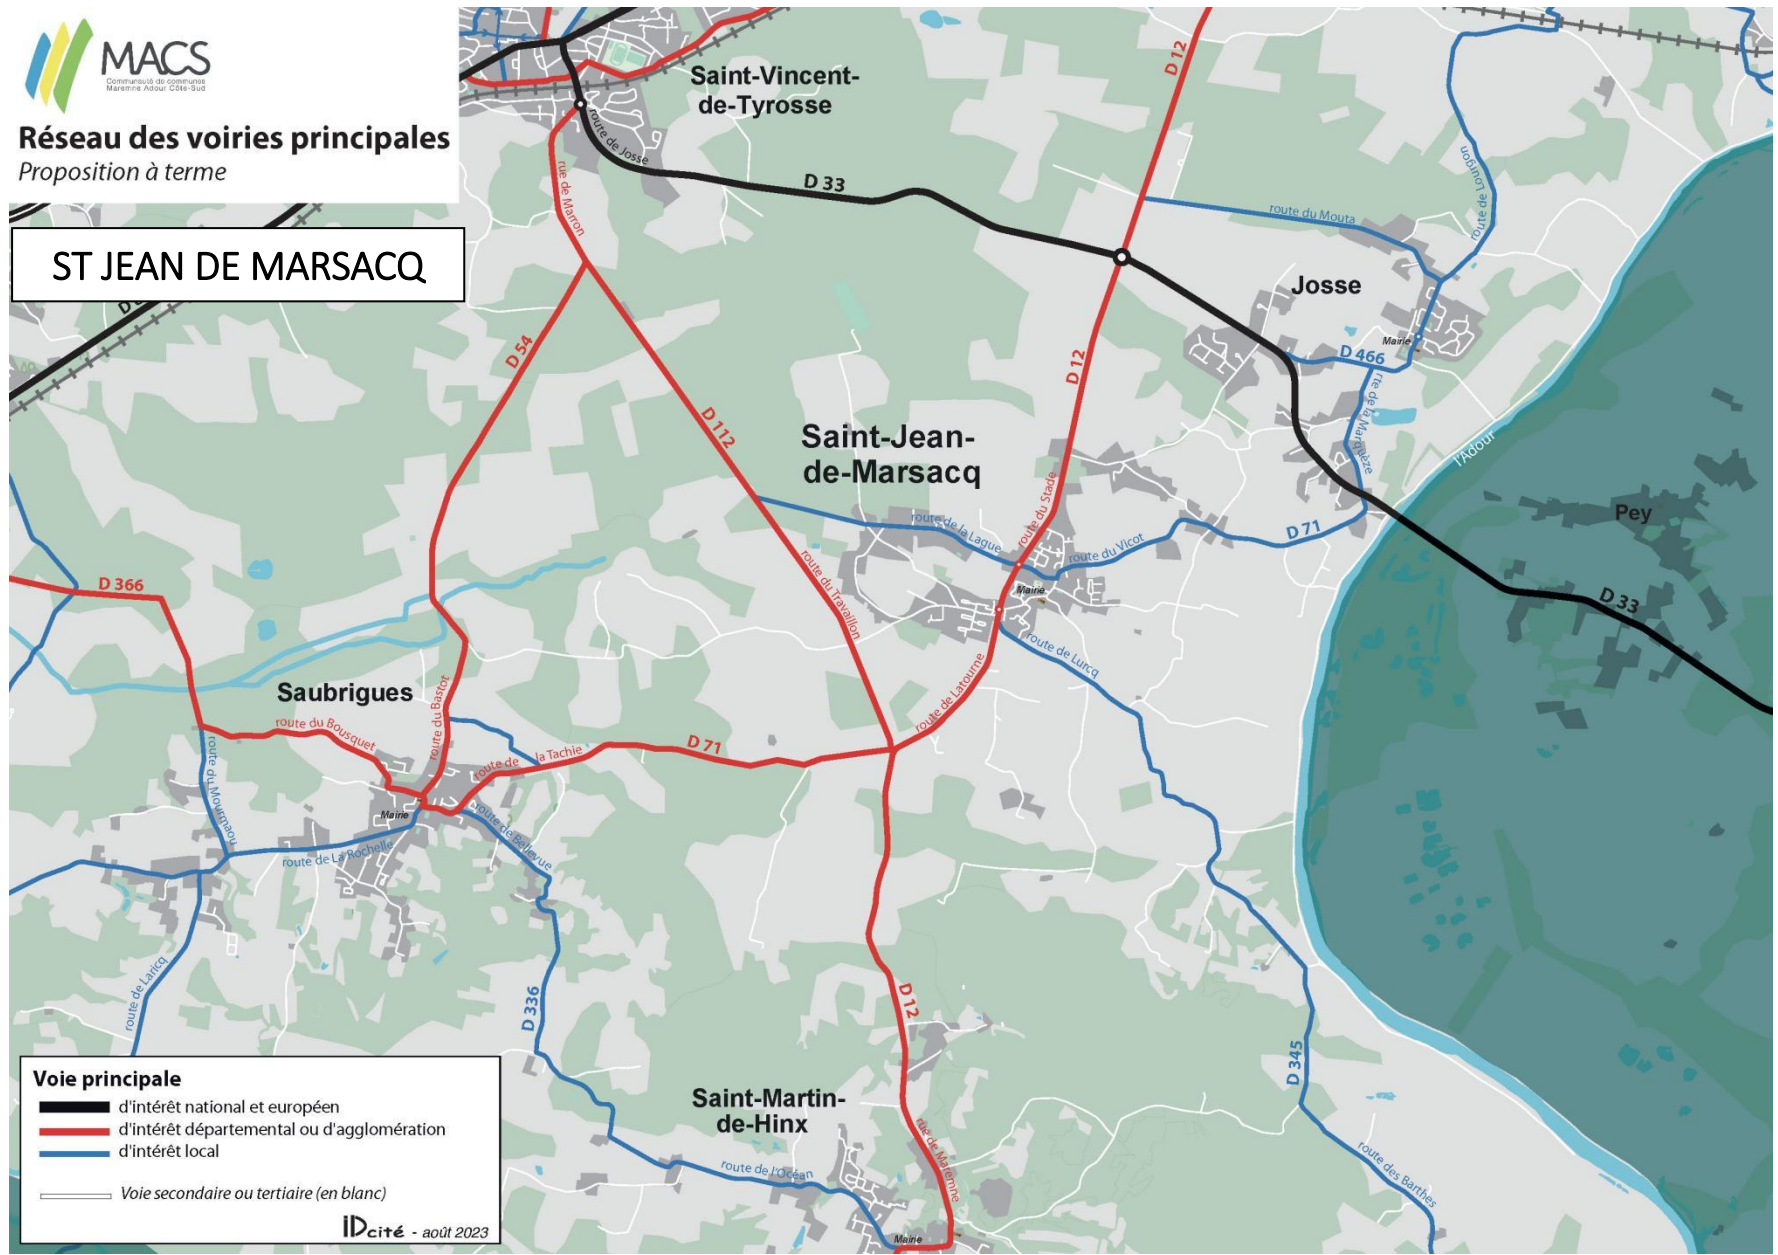 MACS
Communauté de communes
Maremne Adour Côte-Sud
Réseau des voiries principales
Proposition à terme
ST JEAN DE MARSACQ
Saint-Vincent-
de-Tyrosse
route de Josse
rue de Marron
D 33
D 12
route du Mouta
route de Lourgon
Josse
Mairie
D 466
rte de la Marquèze
D 54
D 112
D 12
Saint-Jean-
de-Marsacq
l'Adour
Pey
route du Stade
route de la Lague
route du Vicot
D 71
Mairie
D 33
D 366
route du Travaillon
route de Lurcq
route de Latourne
Saubrigues
route du Bastot
route du Bousquet
route de la Tachie
D 71
route du Mourmaou
Mairie
route de La Rochelle
route de Bellevue
route de Laricq
D 336
D 12
D 345
Saint-Martin-
de-Hinx
rue de Maremne
route de l'Océan
route des Barthes
Mairie
Voie principale
d'intérêt national et européen
d'intérêt départemental ou d'agglomération
d'intérêt local
Voie secondaire ou tertiaire (en blanc)
iDcité - août 2023